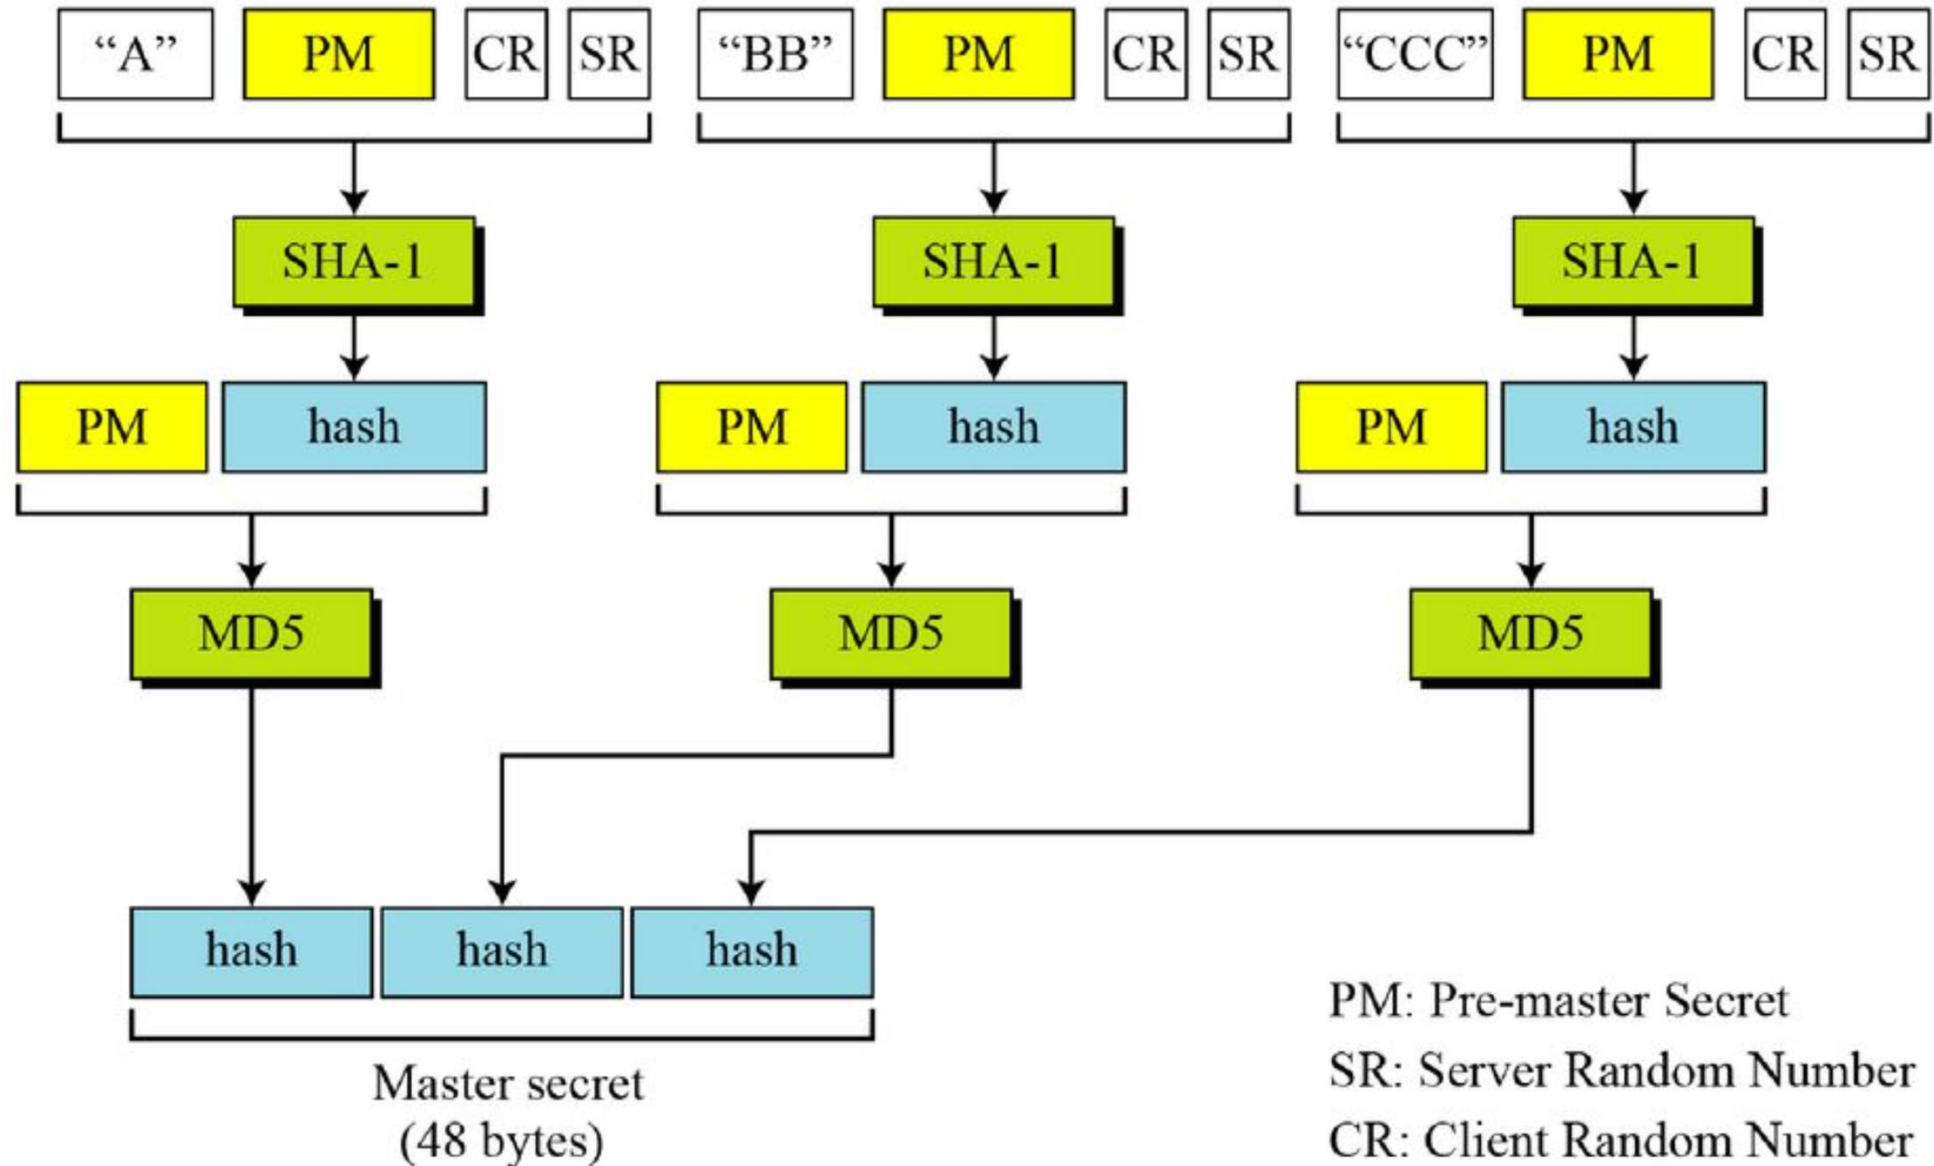 “A” PM CR SR “BB” PM CR SR “CCC” PM CR SR
SHA-1 SHA-1 SHA-1
PM hash PM hash PM hash
MD5 MD5 MD5
hash hash hash
Master secret
(48 bytes)
PM: Pre-master Secret
SR: Server Random Number
CR: Client Random Number